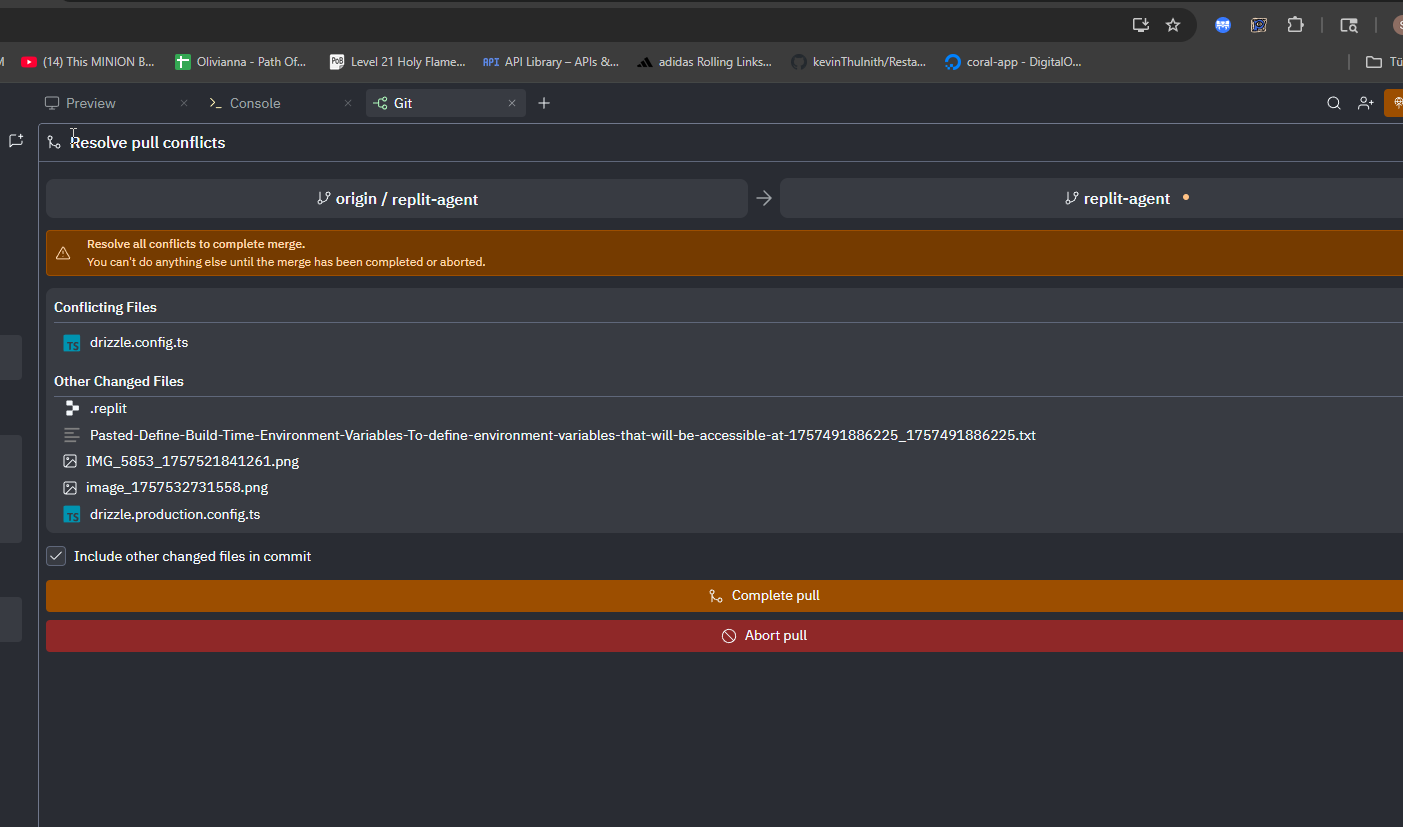 (14) This MINION B...
Olivianna - Path Of...
PoB Level 21 Holy Flame...
API API Library – APIs &...
adidas Rolling Links...
kevinThulnith/Resta...
coral-app - DigitalO...
Tü
Preview
Console
Git
Resolve pull conflicts
origin / replit-agent
replit-agent
Resolve all conflicts to complete merge.
You can't do anything else until the merge has been completed or aborted.
Conflicting Files
TS drizzle.config.ts
Other Changed Files
.replit
Pasted-Define-Build-Time-Environment-Variables-To-define-environment-variables-that-will-be-accessible-at-1757491886225_1757491886225.txt
IMG_5853_1757521841261.png
image_1757532731558.png
TS drizzle.production.config.ts
Include other changed files in commit
Complete pull
Abort pull